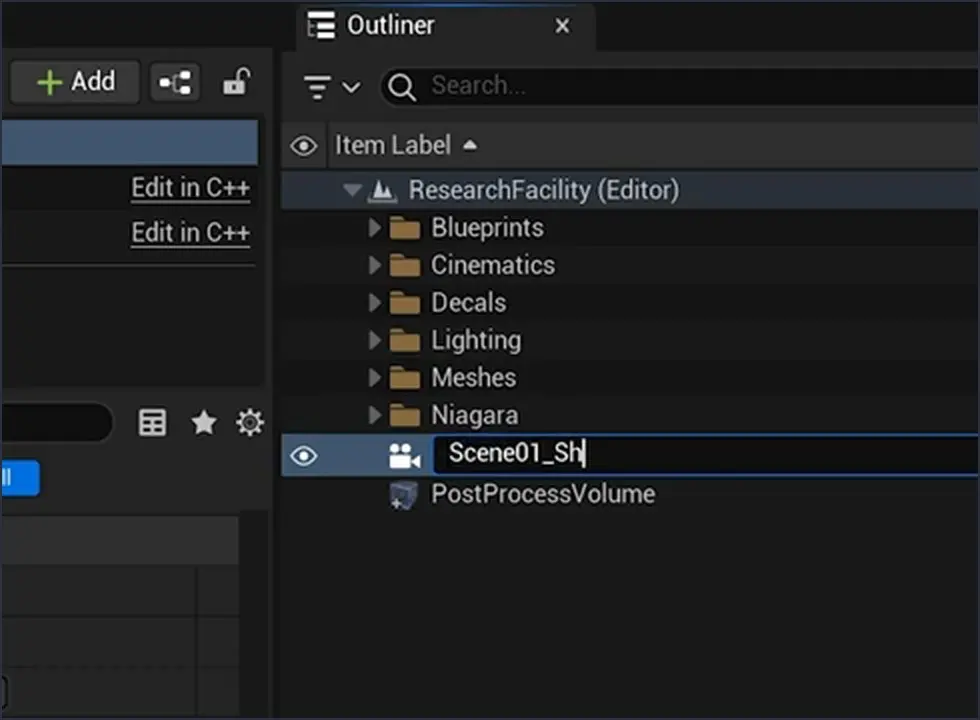 Outliner
Add
Search...
Item Label
ResearchFacility (Editor)
Edit in C++
Blueprints
Edit in C++
Cinematics
Decals
Lighting
Meshes
Niagara
Scene01_Sh
PostProcessVolume